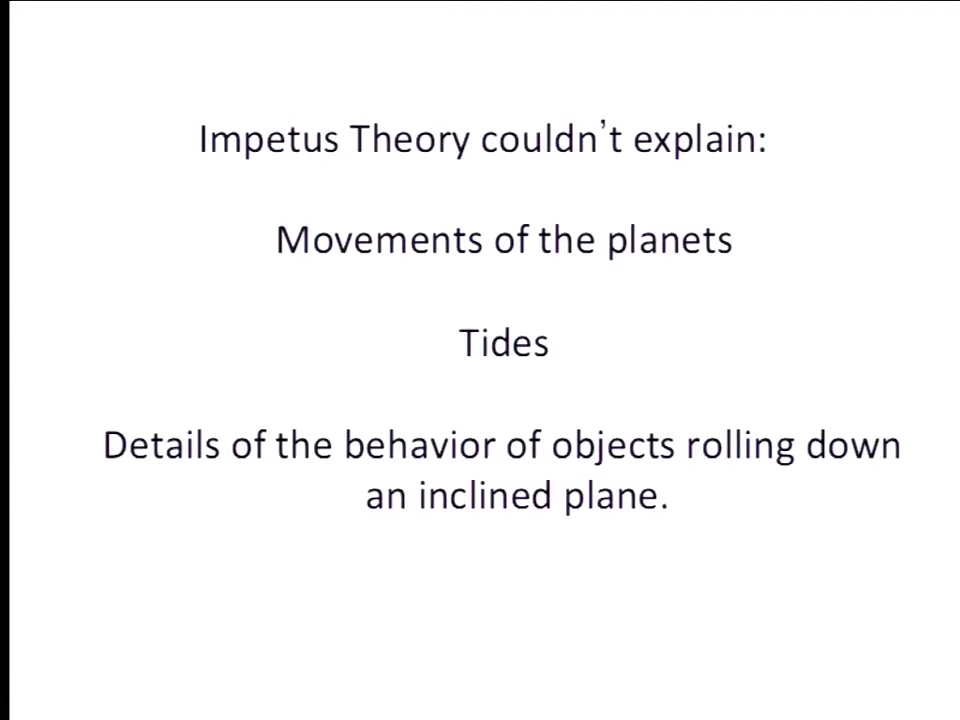 Impetus Theory couldn’t explain:
Movements of the planets
Tides
Details of the behavior of objects rolling down
an inclined plane.